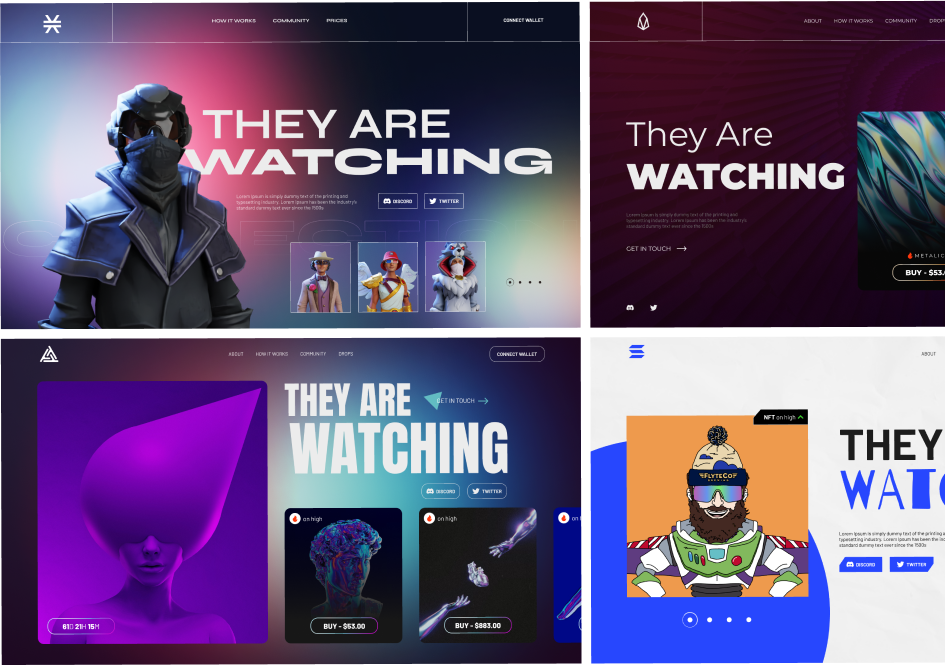 HOW IT WORKS COMMUNITY PRICES
CONNECT WALLET
THEY ARE
WATCHING
Lorem Ipsum is simply dummy text of the printing and
typesetting industry. Lorem Ipsum has been the industry's
standard dummy text ever since the 1500s
DISCORD TWITTER
ABOUT HOW IT WORKS COMMUNITY DROPS
They Are
WATCHING
Lorem Ipsum is simply dummy text of the printing and
typesetting industry. Lorem Ipsum has been the industry's
standard dummy text ever since the 1500s
GET IN TOUCH
METALIC
BUY - $53.
ABOUT HOW IT WORKS COMMUNITY DROPS
CONNECT WALLET
THEY ARE
GET IN TOUCH
WATCHING
DISCORD TWITTER
on high
on high
on
61D 21H 15M
BUY - $53.00
BUY - $883.00
ABOUT
NFT on high
FLYTECO
BREWING
THEY
WATC
Lorem Ipsum is simply dummy text of the printing a
typesetting industry. Lorem Ipsum has been the Ind
standard dummy text ever since the 1500s
DISCORD TWITTER